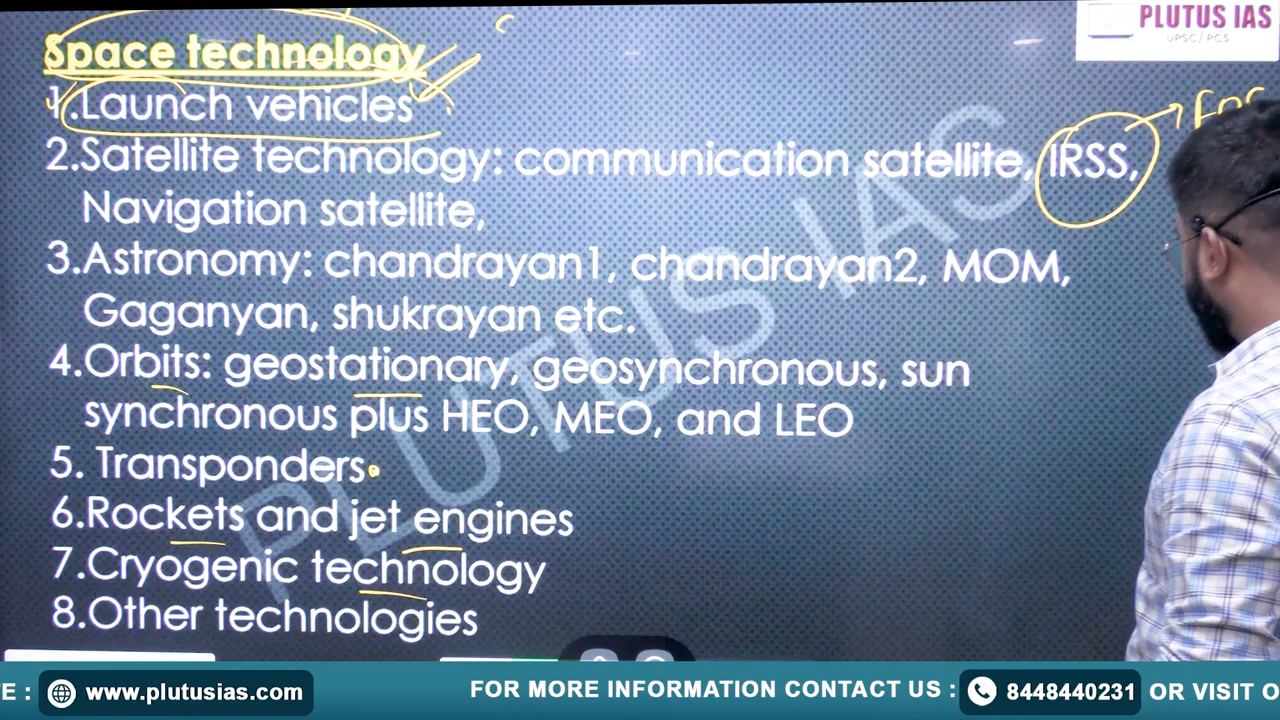 PLUTUS IAS
UPSC/PCS
Space technology
1.Launch vehicles
2.Satellite technology: communication satellite, IRSS,
Navigation satellite,
3.Astronomy: chandrayan1, chandrayan2, MOM,
Gaganyan, shukrayan etc.
4.Orbits: geostationary, geosynchronous, sun
synchronous plus HEO, MEO, and LEO
5. Transponders
6.Rockets and jet engines
7.Cryogenic technology
8.Other technologies
PLUTUS IAS
E : www.plutusias.com FOR MORE INFORMATION CONTACT US : 8448440231 OR VISIT O